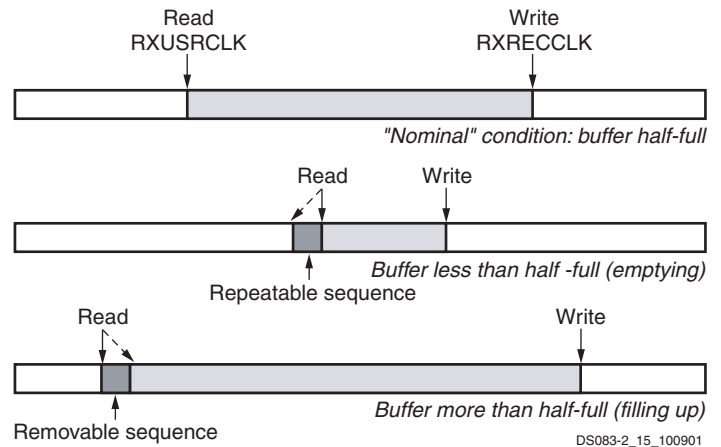 Read Write
RXUSRCLK RXRECCLK
"Nominal" condition: buffer half-full
Read Write
Buffer less than half -full (emptying)
Repeatable sequence
Read Write
Buffer more than half-full (filling up)
Removable sequence
DS083-2_15_100901